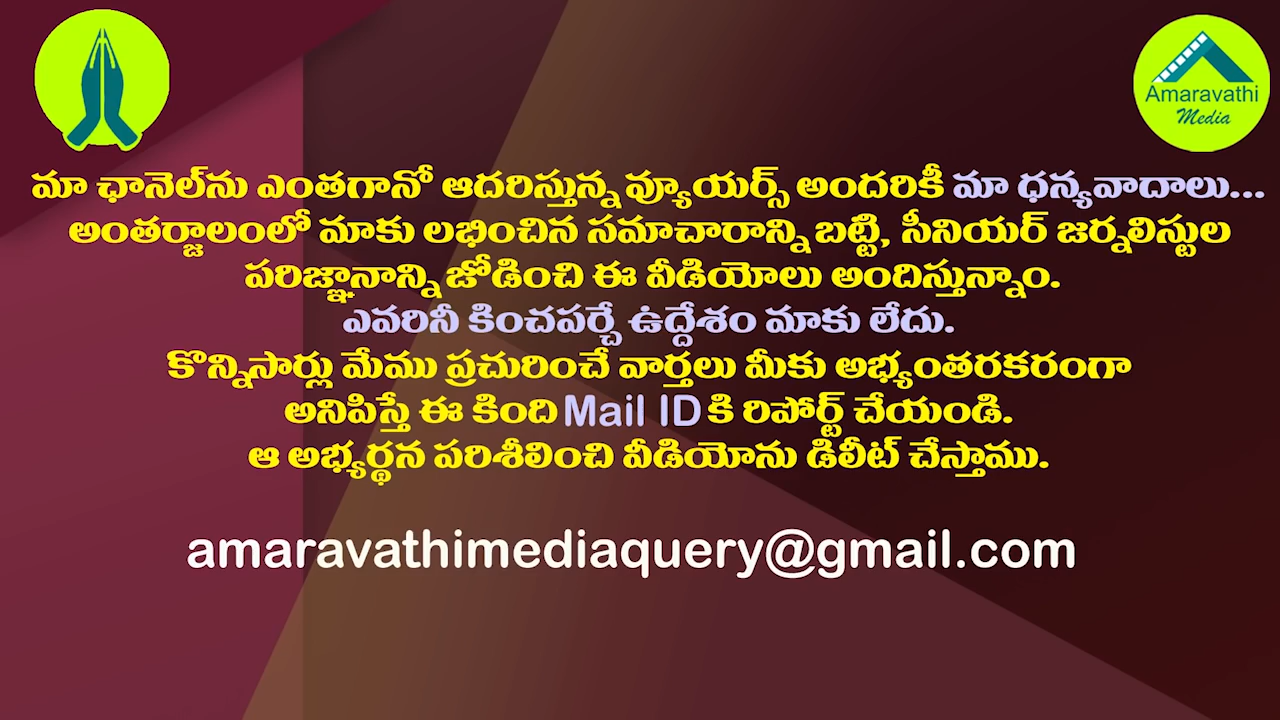 Amaravathi
Media
మా ఛానెల్‌ను ఎంతగానో ఆదరిస్తున్న వ్యూయర్స్ అందరికీ మా ధన్యవాదాలు...
అంతర్జాలంలో మాకు లభించిన సమాచారాన్ని బట్టి, సీనియర్ జర్నలిస్టుల
పరిజ్ఞానాన్ని జోడించి ఈ వీడియోలు అందిస్తున్నాం.
ఎవరినీ కించపర్చే ఉద్దేశం మాకు లేదు.
కొన్నిసార్లు మేము ప్రచురించే వార్తలు మీకు అభ్యంతరకరంగా
అనిపిస్తే ఈ కింది Mail ID కి రిపోర్ట్ చేయండి.
ఆ అభ్యర్థన పరిశీలించి వీడియోను డిలీట్ చేస్తాము.
amaravathimediaquery@gmail.com